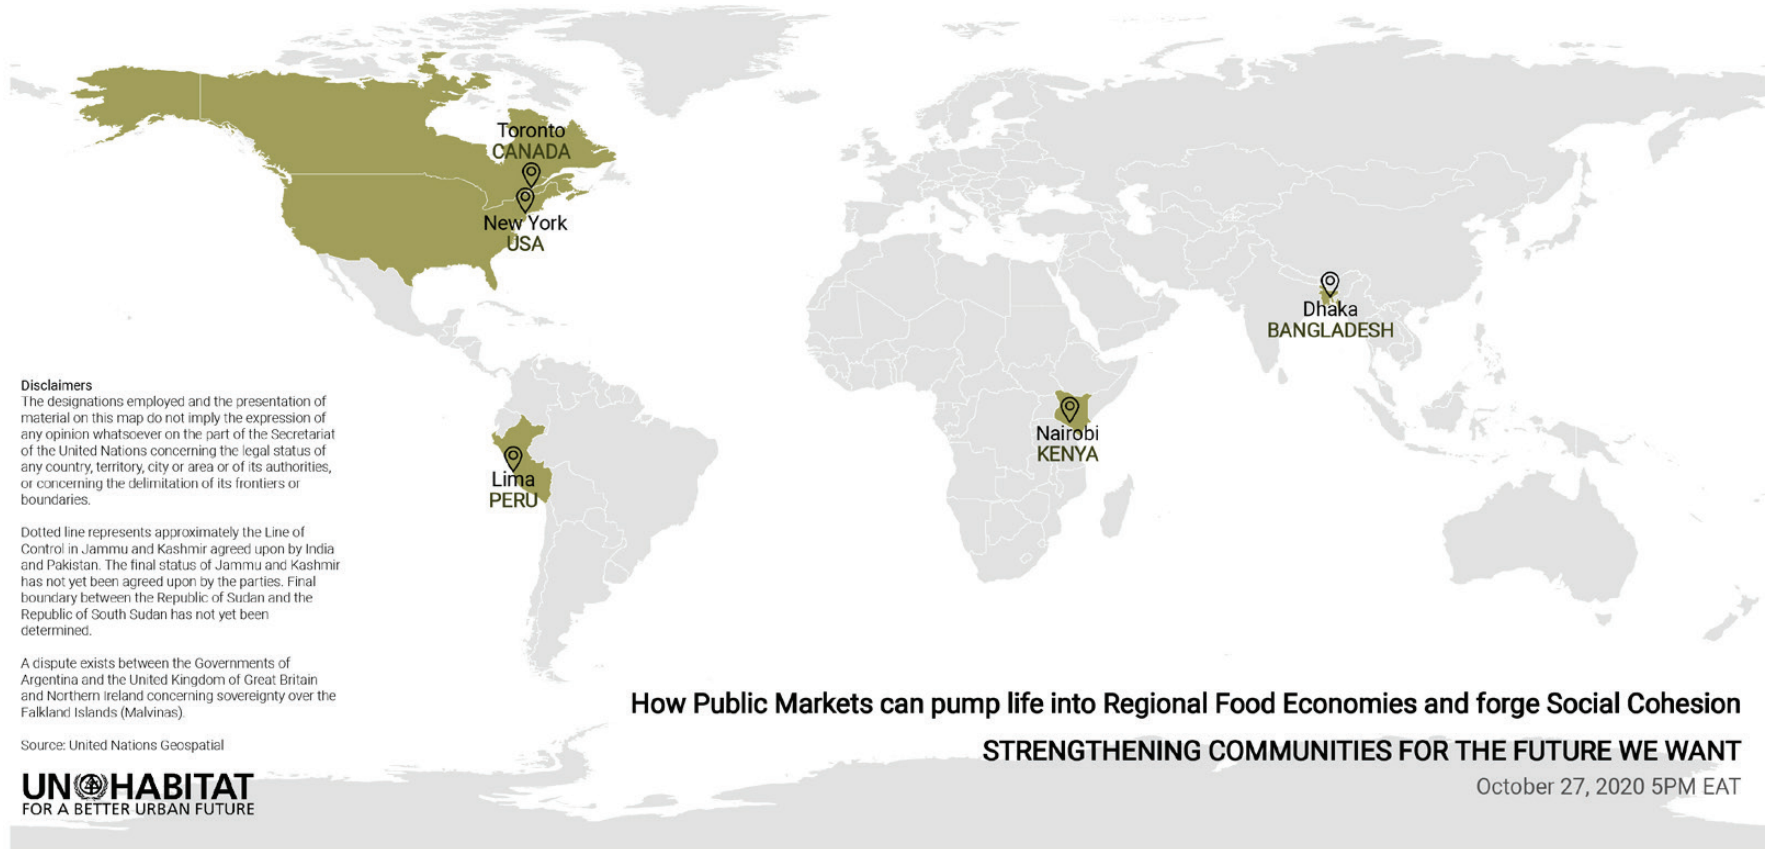 Toronto
CANADA
New York
USA
Dhaka
BANGLADESH
Nairobi
KENYA
Lima
PERU
Disclaimers
The designations employed and the presentation of
material on this map do not imply the expression of
any opinion whatsoever on the part of the Secretariat
of the United Nations concerning the legal status of
any country, territory, city or area or of its authorities,
or concerning the delimitation of its frontiers or
boundaries.
Dotted line represents approximately the Line of
Control in Jammu and Kashmir agreed upon by India
and Pakistan. The final status of Jammu and Kashmir
has not yet been agreed upon by the parties. Final
boundary between the Republic of Sudan and the
Republic of South Sudan has not yet been
determined.
A dispute exists between the Governments of
Argentina and the United Kingdom of Great Britain
and Northern Ireland concerning sovereignty over the
Falkland Islands (Malvinas).
Source: United Nations Geospatial
UN HABITAT
FOR A BETTER URBAN FUTURE
How Public Markets can pump life into Regional Food Economies and forge Social Cohesion
STRENGTHENING COMMUNITIES FOR THE FUTURE WE WANT
October 27, 2020 5PM EAT